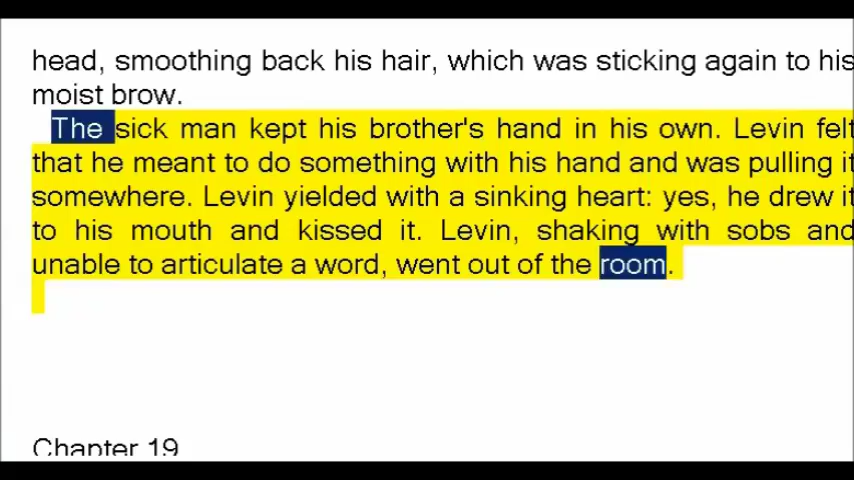 head, smoothing back his hair, which was sticking again to his
moist brow.
The sick man kept his brother's hand in his own. Levin felt
that he meant to do something with his hand and was pulling it
somewhere. Levin yielded with a sinking heart: yes, he drew it
to his mouth and kissed it. Levin, shaking with sobs and
unable to articulate a word, went out of the room.
Chapter 19